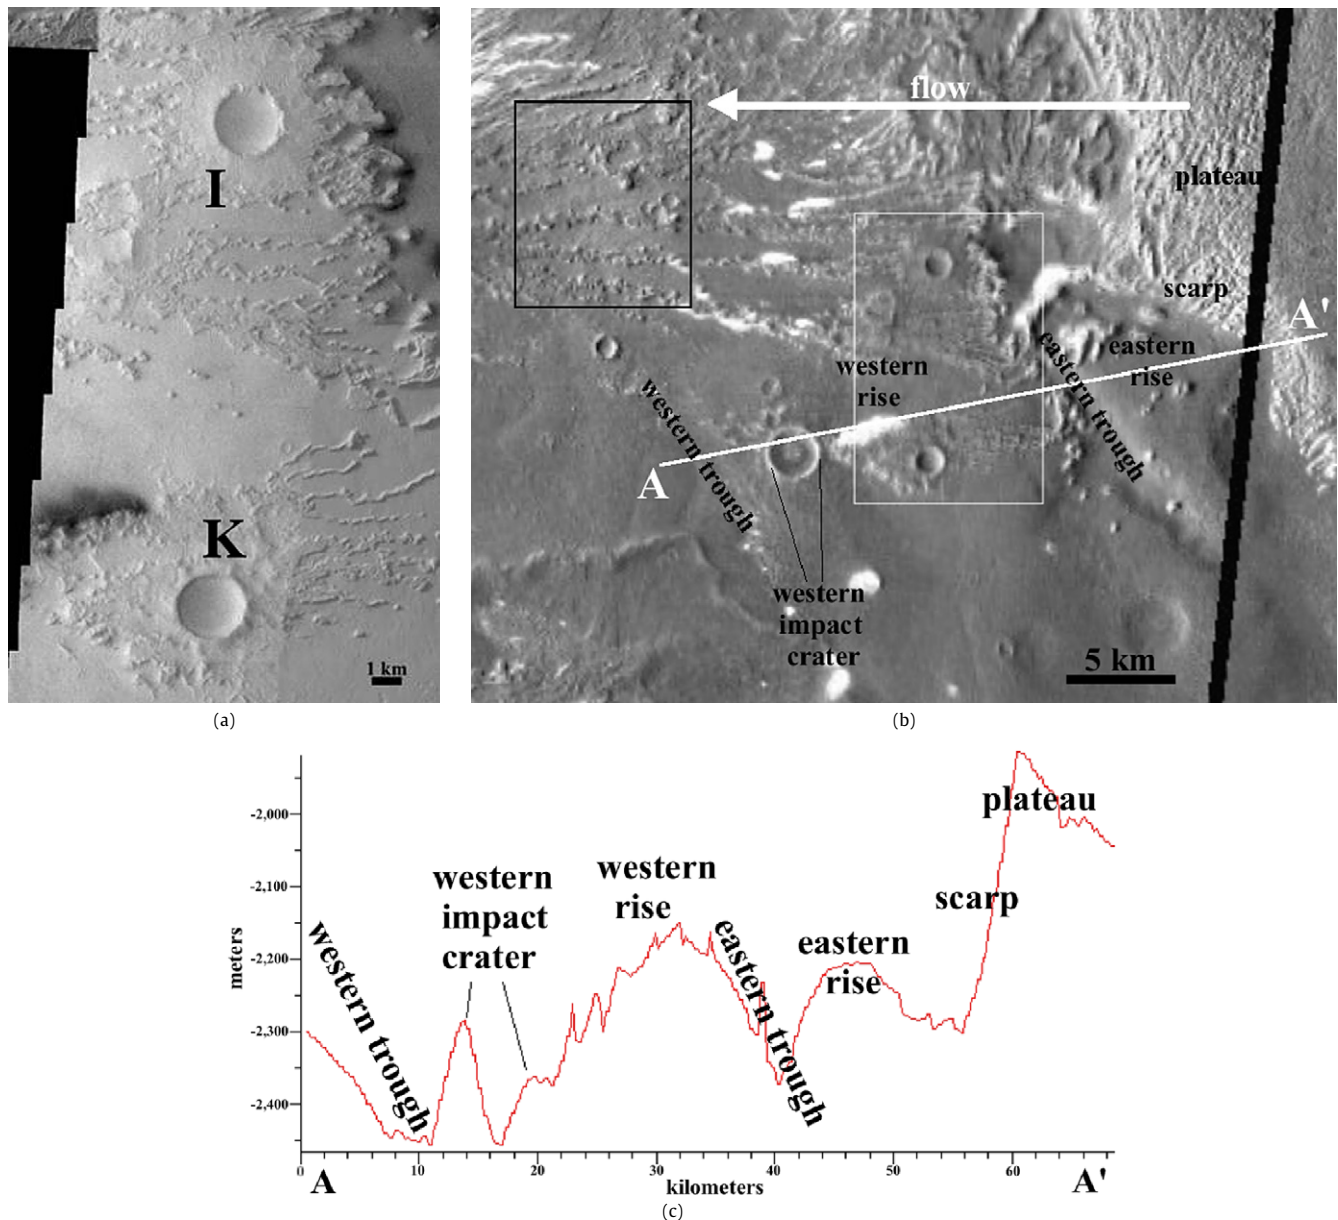 I
K
1 km
(a)
flow
plateau
scarp
A'
eastern
rise
eastern trough
western
rise
western trough
A
western
impact
crater
5 km
(b)
meters
-2,000
-2,100
-2,200
-2,300
-2,400
western trough
western
impact
crater
western
rise
eastern trough
eastern
rise
scarp
plateau
0
10
20
30
40
50
60
A
kilometers
A'
(c)